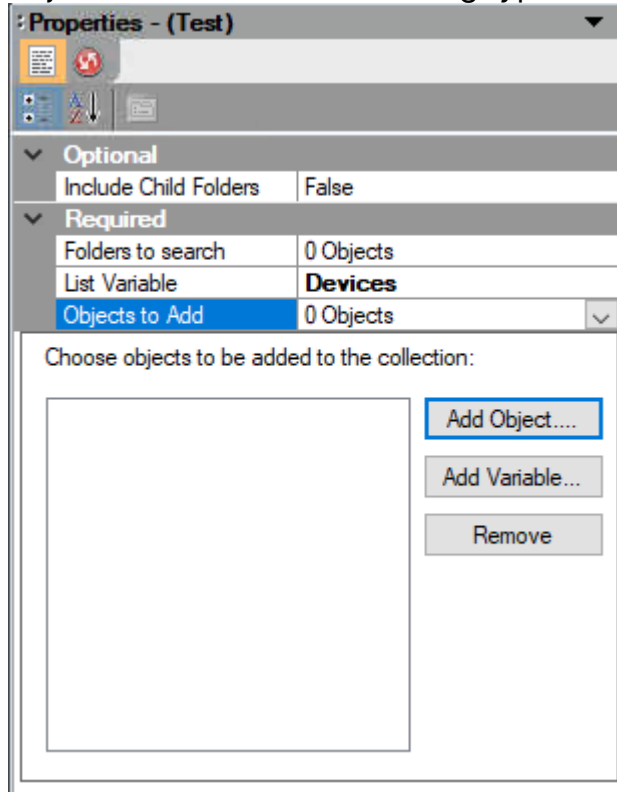 Properties - (Test)
Optional
Include Child Folders False
Required
Folders to search 0 Objects
List Variable Devices
Objects to Add 0 Objects
Choose objects to be added to the collection:
Add Object....
Add Variable...
Remove